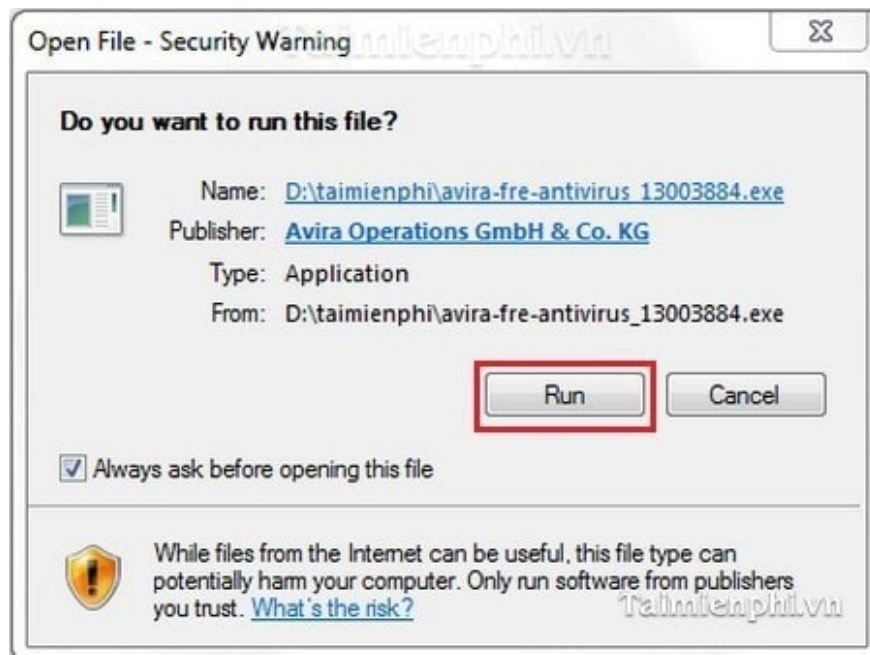 Open File - Security Warning
Taimienphi.vn
Do you want to run this file?
Name: D:\taimienphi\avira-fre-antivirus_13003884.exe
Publisher: Avira Operations GmbH & Co. KG
Type: Application
From: D:\taimienphi\avira-fre-antivirus_13003884.exe
Run Cancel
Always ask before opening this file
While files from the Internet can be useful, this file type can
potentially harm your computer. Only run software from publishers
you trust. What's the risk?
Taimienphi.vn